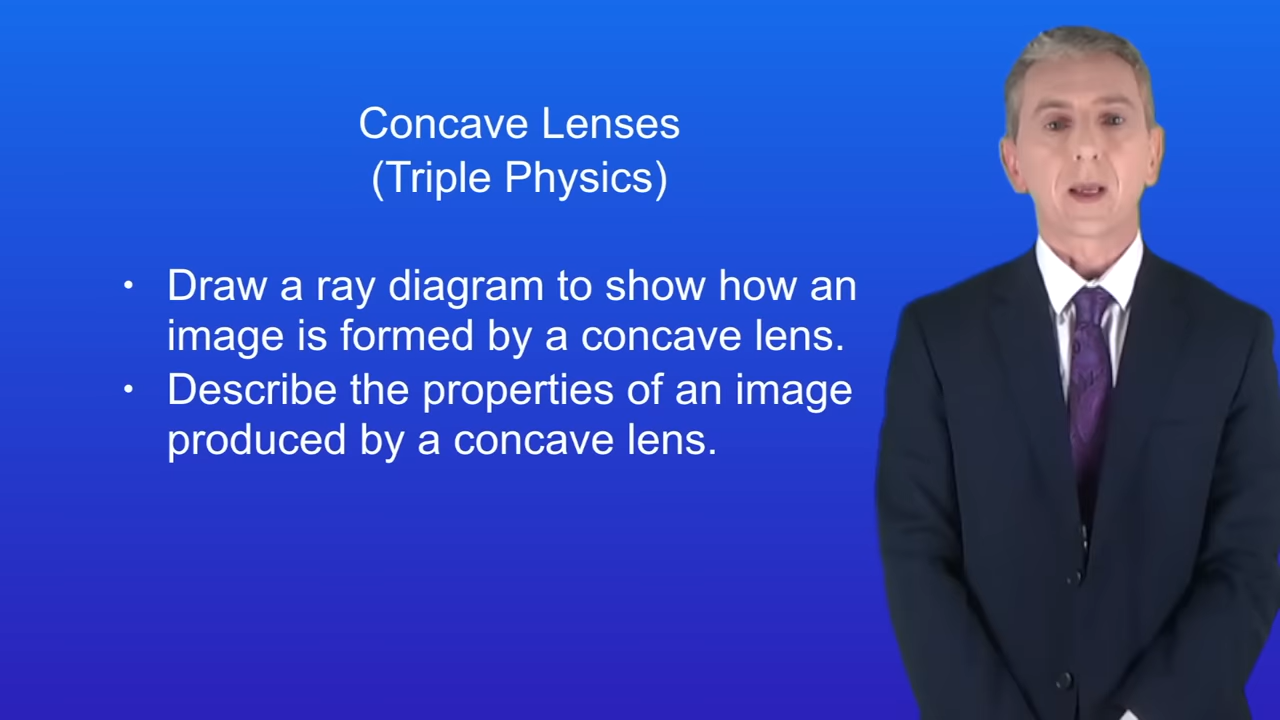 Concave Lenses
(Triple Physics)
• Draw a ray diagram to show how an
image is formed by a concave lens.
• Describe the properties of an image
produced by a concave lens.